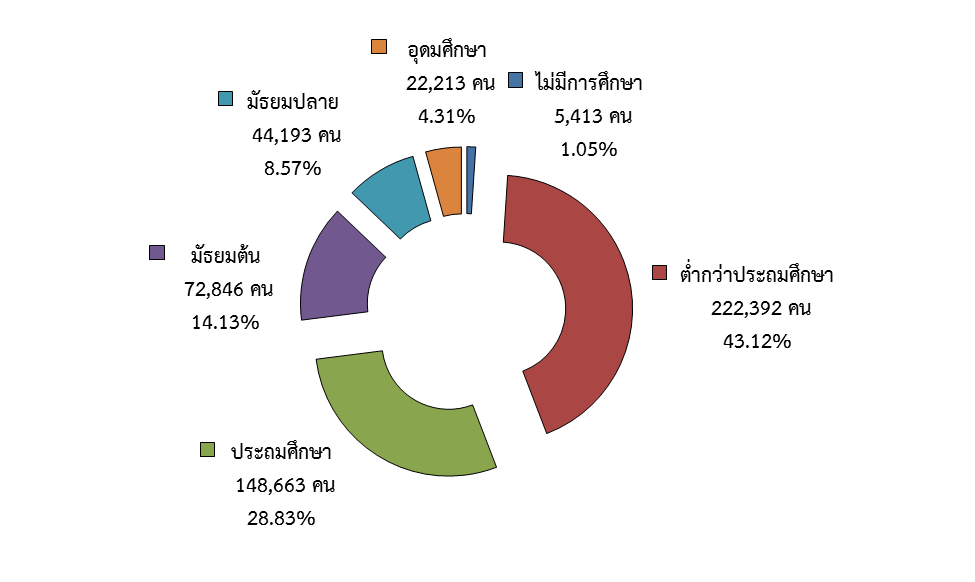 อุดมศึกษา
22,213 คน
4.31%
ไม่มีการศึกษา
5,413 คน
1.05%
มัธยมปลาย
44,193 คน
8.57%
มัธยมต้น
72,846 คน
14.13%
ต่ำกว่าประถมศึกษา
222,392 คน
43.12%
ประถมศึกษา
148,663 คน
28.83%